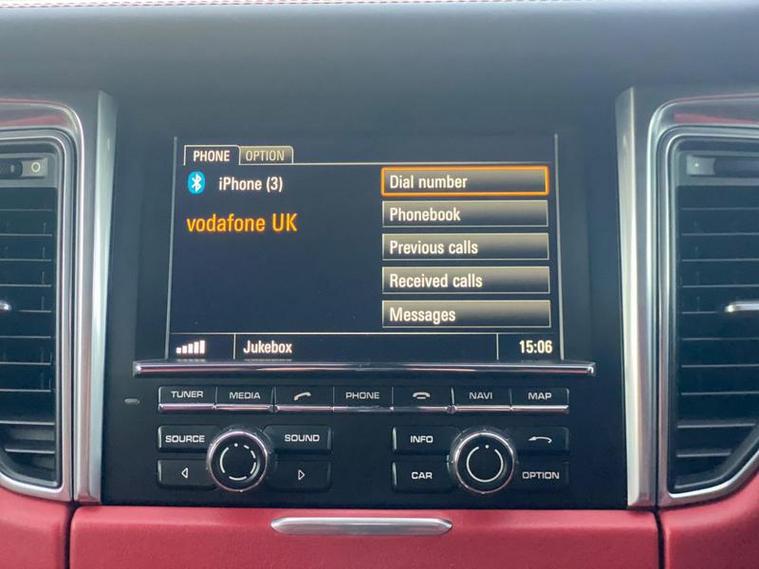 PHONE OPTION
iPhone (3)
vodafone UK
Dial number
Phonebook
Previous calls
Received calls
Messages
Jukebox 15:06
TUNER MEDIA PHONE NAVI MAP
SOURCE SOUND INFO
CAR OPTION